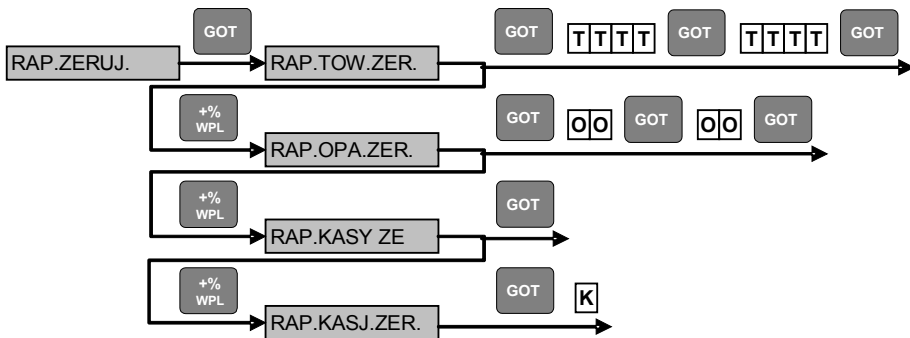 GOT GOT T T T T GOT T T T T GOT
RAP.ZERUJ. RAP.TOW.ZER.
+% WPL GOT O O GOT O O GOT
RAP.OPA.ZER.
+% WPL GOT
RAP.KASY ZE
+% WPL GOT K
RAP.KASJ.ZER.